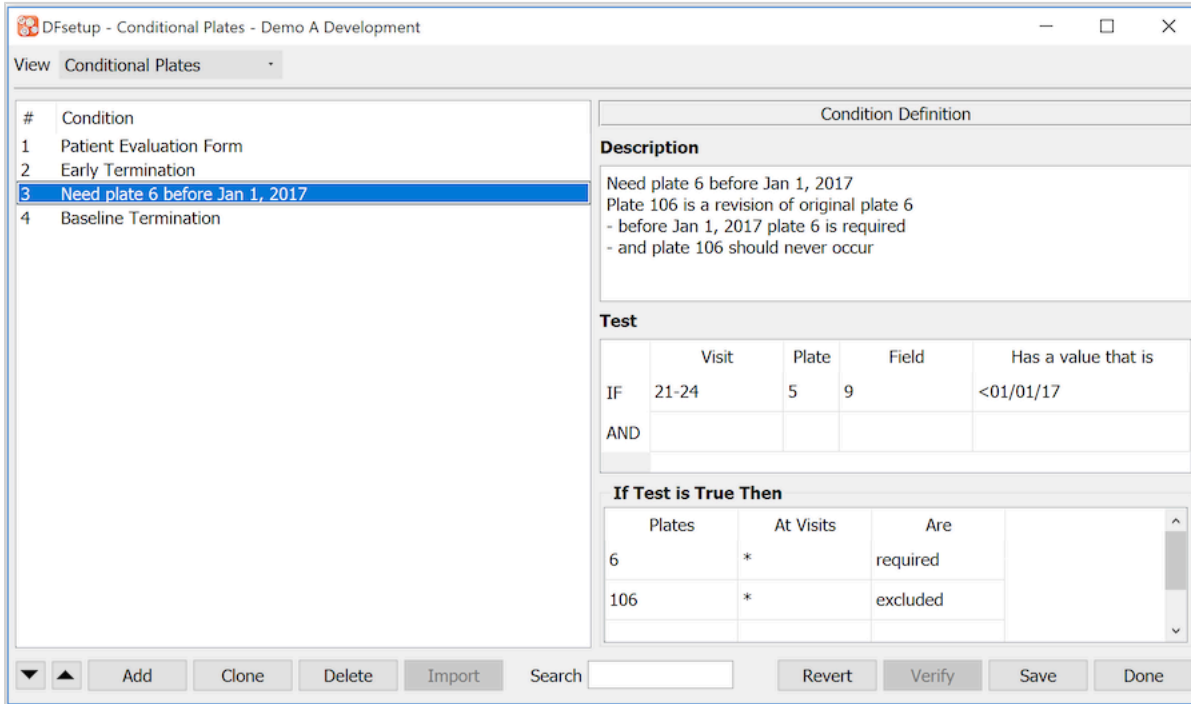 DFsetup - Conditional Plates - Demo A Development
View Conditional Plates
# Condition
1 Patient Evaluation Form
2 Early Termination
3 Need plate 6 before Jan 1, 2017
4 Baseline Termination
Condition Definition
Description
Need plate 6 before Jan 1, 2017
Plate 106 is a revision of original plate 6
- before Jan 1, 2017 plate 6 is required
- and plate 106 should never occur
Test
Visit Plate Field Has a value that is
IF 21-24 5 9 <01/01/17
AND
If Test is True Then
Plates At Visits Are
6 * required
106 * excluded
Add Clone Delete Import Search Revert Verify Save Done